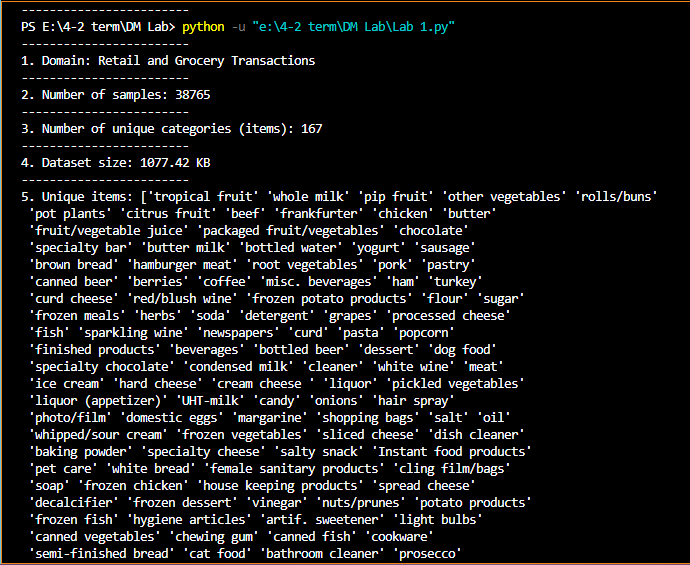 ------------------------
PS E:\4-2 term\DM Lab> python -u "e:\4-2 term\DM Lab\Lab 1.py"
------------------------
1. Domain: Retail and Grocery Transactions
------------------------
2. Number of samples: 38765
------------------------
3. Number of unique categories (items): 167
------------------------
4. Dataset size: 1077.42 KB
------------------------
5. Unique items: ['tropical fruit' 'whole milk' 'pip fruit' 'other vegetables' 'rolls/buns'
 'pot plants' 'citrus fruit' 'beef' 'frankfurter' 'chicken' 'butter'
 'fruit/vegetable juice' 'packaged fruit/vegetables' 'chocolate'
 'specialty bar' 'butter milk' 'bottled water' 'yogurt' 'sausage'
 'brown bread' 'hamburger meat' 'root vegetables' 'pork' 'pastry'
 'canned beer' 'berries' 'coffee' 'misc. beverages' 'ham' 'turkey'
 'curd cheese' 'red/blush wine' 'frozen potato products' 'flour' 'sugar'
 'frozen meals' 'herbs' 'soda' 'detergent' 'grapes' 'processed cheese'
 'fish' 'sparkling wine' 'newspapers' 'curd' 'pasta' 'popcorn'
 'finished products' 'beverages' 'bottled beer' 'dessert' 'dog food'
 'specialty chocolate' 'condensed milk' 'cleaner' 'white wine' 'meat'
 'ice cream' 'hard cheese' 'cream cheese ' 'liquor' 'pickled vegetables'
 'liquor (appetizer)' 'UHT-milk' 'candy' 'onions' 'hair spray'
 'photo/film' 'domestic eggs' 'margarine' 'shopping bags' 'salt' 'oil'
 'whipped/sour cream' 'frozen vegetables' 'sliced cheese' 'dish cleaner'
 'baking powder' 'specialty cheese' 'salty snack' 'Instant food products'
 'pet care' 'white bread' 'female sanitary products' 'cling film/bags'
 'soap' 'frozen chicken' 'house keeping products' 'spread cheese'
 'decalcifier' 'frozen dessert' 'vinegar' 'nuts/prunes' 'potato products'
 'frozen fish' 'hygiene articles' 'artif. sweetener' 'light bulbs'
 'canned vegetables' 'chewing gum' 'canned fish' 'cookware'
 'semi-finished bread' 'cat food' 'bathroom cleaner' 'prosecco'